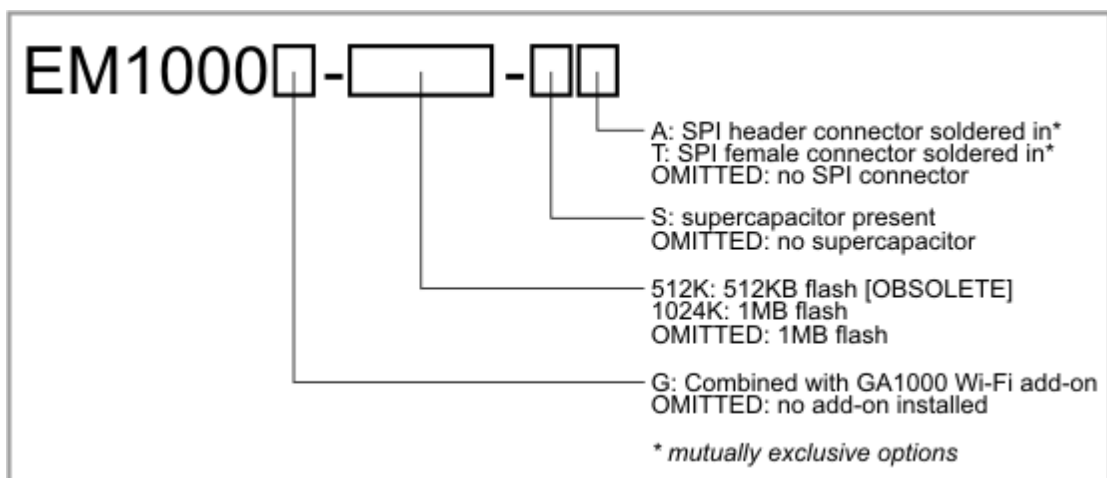 EM1000 - -
A: SPI header connector soldered in*
T: SPI female connector soldered in*
OMITTED: no SPI connector
S: supercapacitor present
OMITTED: no supercapacitor
512K: 512KB flash [OBSOLETE]
1024K: 1MB flash
OMITTED: 1MB flash
G: Combined with GA1000 Wi-Fi add-on
OMITTED: no add-on installed
* mutually exclusive options